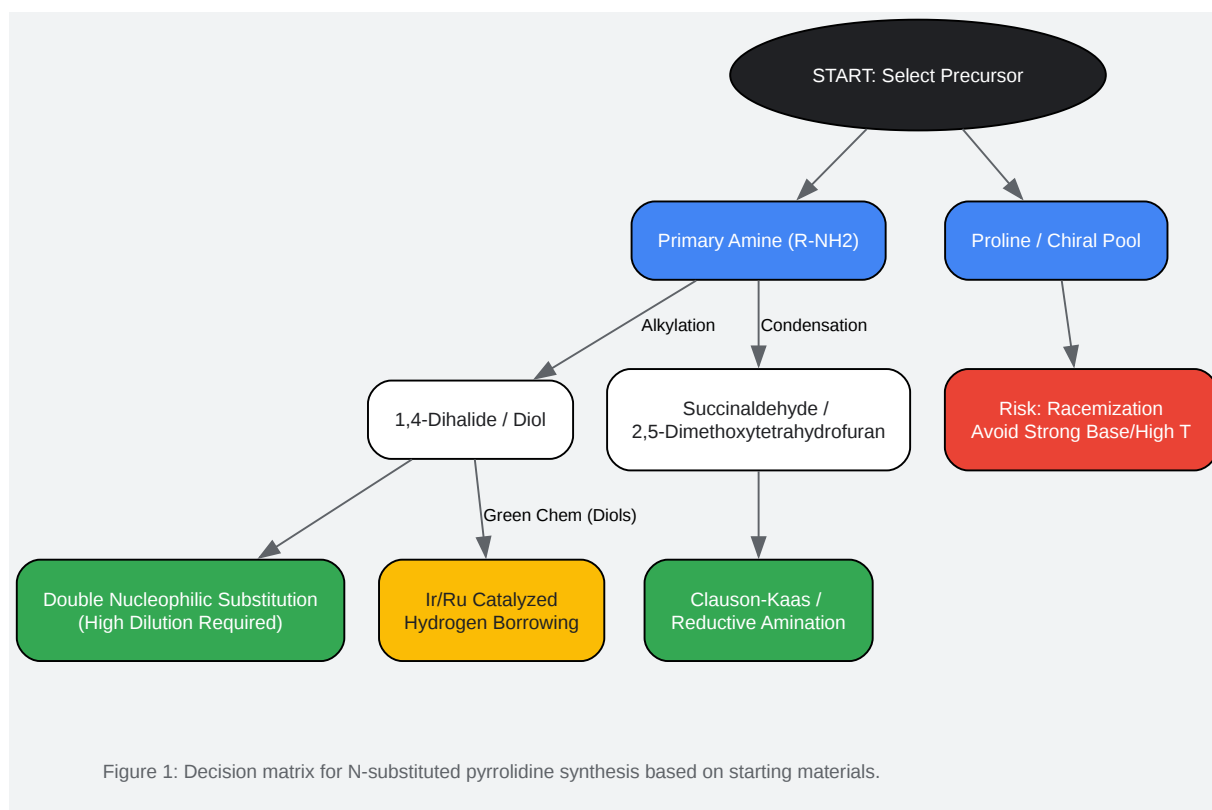 START: Select Precursor
Primary Amine (R-NH2)
Proline / Chiral Pool
Alkylation
Condensation
1,4-Dihalide / Diol
Succinaldehyde /
2,5-Dimethoxytetrahydrofuran
Risk: Racemization
Avoid Strong Base/High T
Green Chem (Diols)
Double Nucleophilic Substitution
(High Dilution Required)
Ir/Ru Catalyzed
Hydrogen Borrowing
Clauson-Kaas /
Reductive Amination
Figure 1: Decision matrix for N-substituted pyrrolidine synthesis based on starting materials.